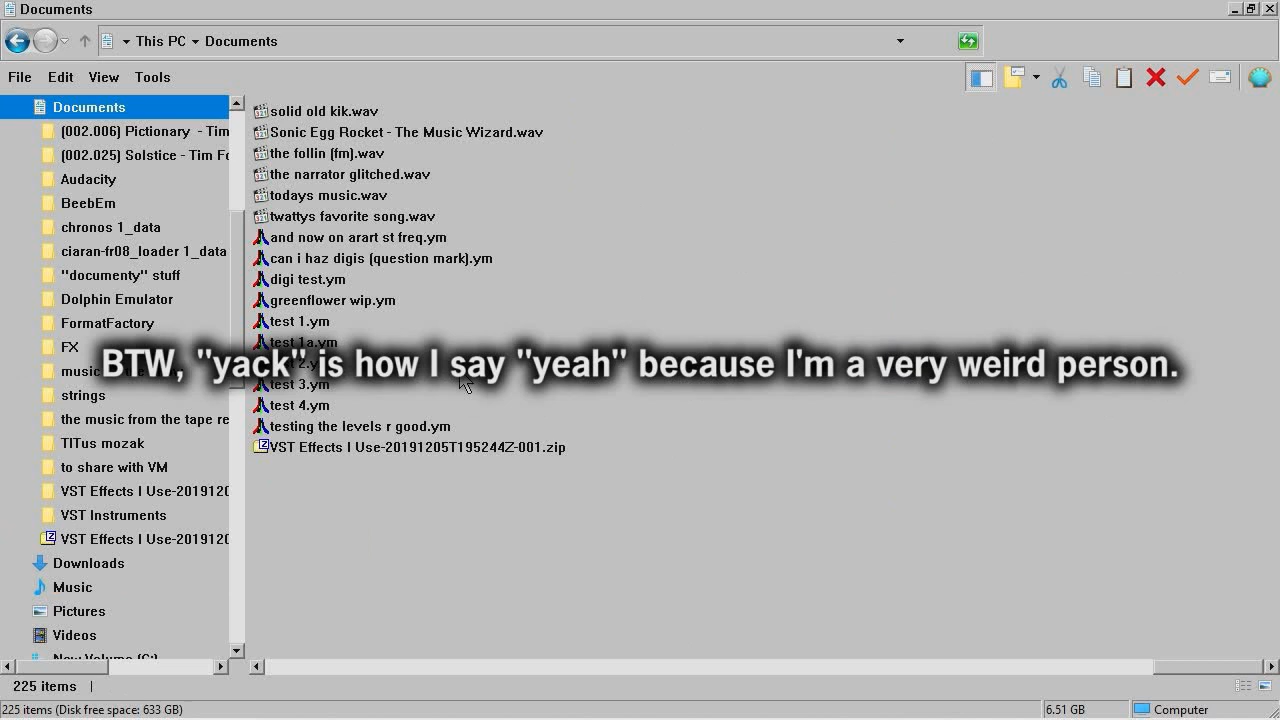 Documents
This PC
Documents
File Edit View Tools
Documents
(002.006) Pictionary - Tim
(002.025) Solstice - Tim Fo
Audacity
BeebEm
chronos 1_data
ciaran-fr08_loader 1_data
"documenty" stuff
Dolphin Emulator
FormatFactory
FX
music
strings
the music from the tape re
TITus mozak
to share with VM
VST Effects I Use-2019120
VST Instruments
VST Effects I Use-2019120
Downloads
Music
Pictures
Videos
New Volume (G:)
solid old kik.wav
Sonic Egg Rocket - The Music Wizard.wav
the follin (fm).wav
the narrator glitched.wav
todays music.wav
twattys favorite song.wav
and now on arart st freq.ym
can i haz digis (question mark).ym
digi test.ym
greenflower wip.ym
test 1.ym
test 1a.ym
2.ym
test 3.ym
test 4.ym
testing the levels r good.ym
VST Effects I Use-20191205T195244Z-001.zip
BTW, "yack" is how I say "yeah" because I'm a very weird person.
225 items
225 items (Disk free space: 633 GB)
6.51 GB
Computer